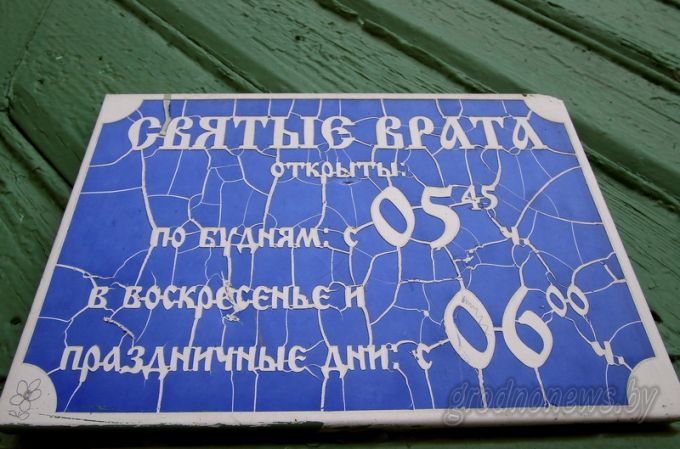 СВЯТЫЕ ВРАТА
ОТКРЫТЫ:
ПО БУДНЯМ: С 05 45 Ч.
В ВОСКРЕСЕНЬЕ И
ПРАЗДНИЧНЫЕ ДНИ: С 06 00 Ч.
grodnonews.by